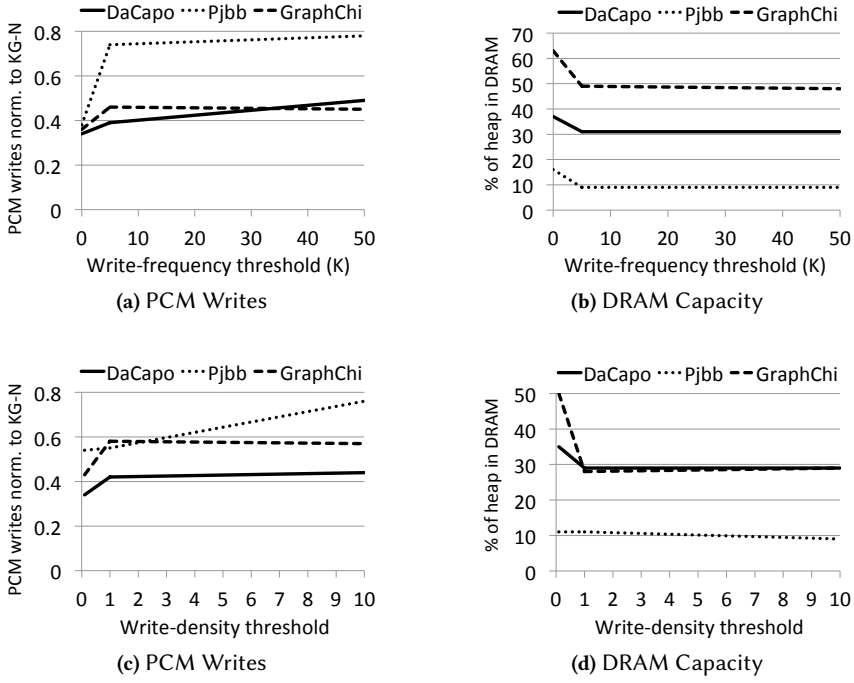 DaCapo Pjbb GraphChi
PCM writes norm. to KG-N
0.8
0.6
0.4
0.2
0
0 10 20 30 40 50
Write-frequency threshold (K)
(a) PCM Writes
DaCapo Pjbb GraphChi
% of heap in DRAM
70
60
50
40
30
20
10
0
0 10 20 30 40 50
Write-frequency threshold (K)
(b) DRAM Capacity
DaCapo Pjbb GraphChi
PCM writes norm. to KG-N
0.8
0.6
0.4
0.2
0
0 1 2 3 4 5 6 7 8 9 10
Write-density threshold
(c) PCM Writes
DaCapo Pjbb GraphChi
% of heap in DRAM
50
40
30
20
10
0
0 1 2 3 4 5 6 7 8 9 10
Write-density threshold
(d) DRAM Capacity